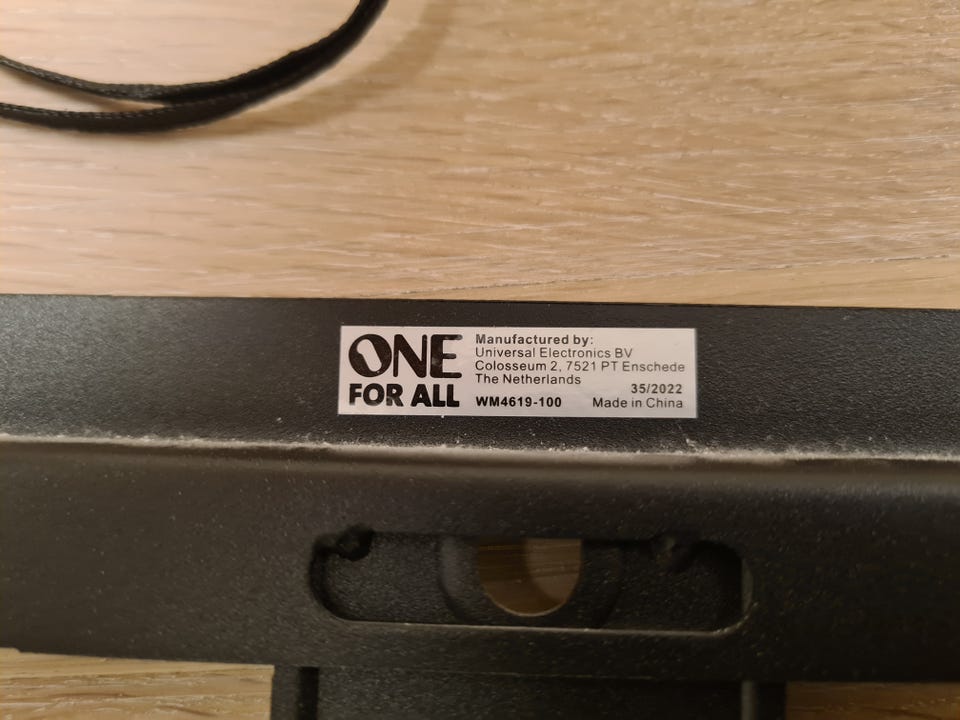 ONE
FOR ALL
Manufactured by:
Universal Electronics BV
Colosseum 2, 7521 PT Enschede
The Netherlands
35/2022
WM4619-100
Made in China